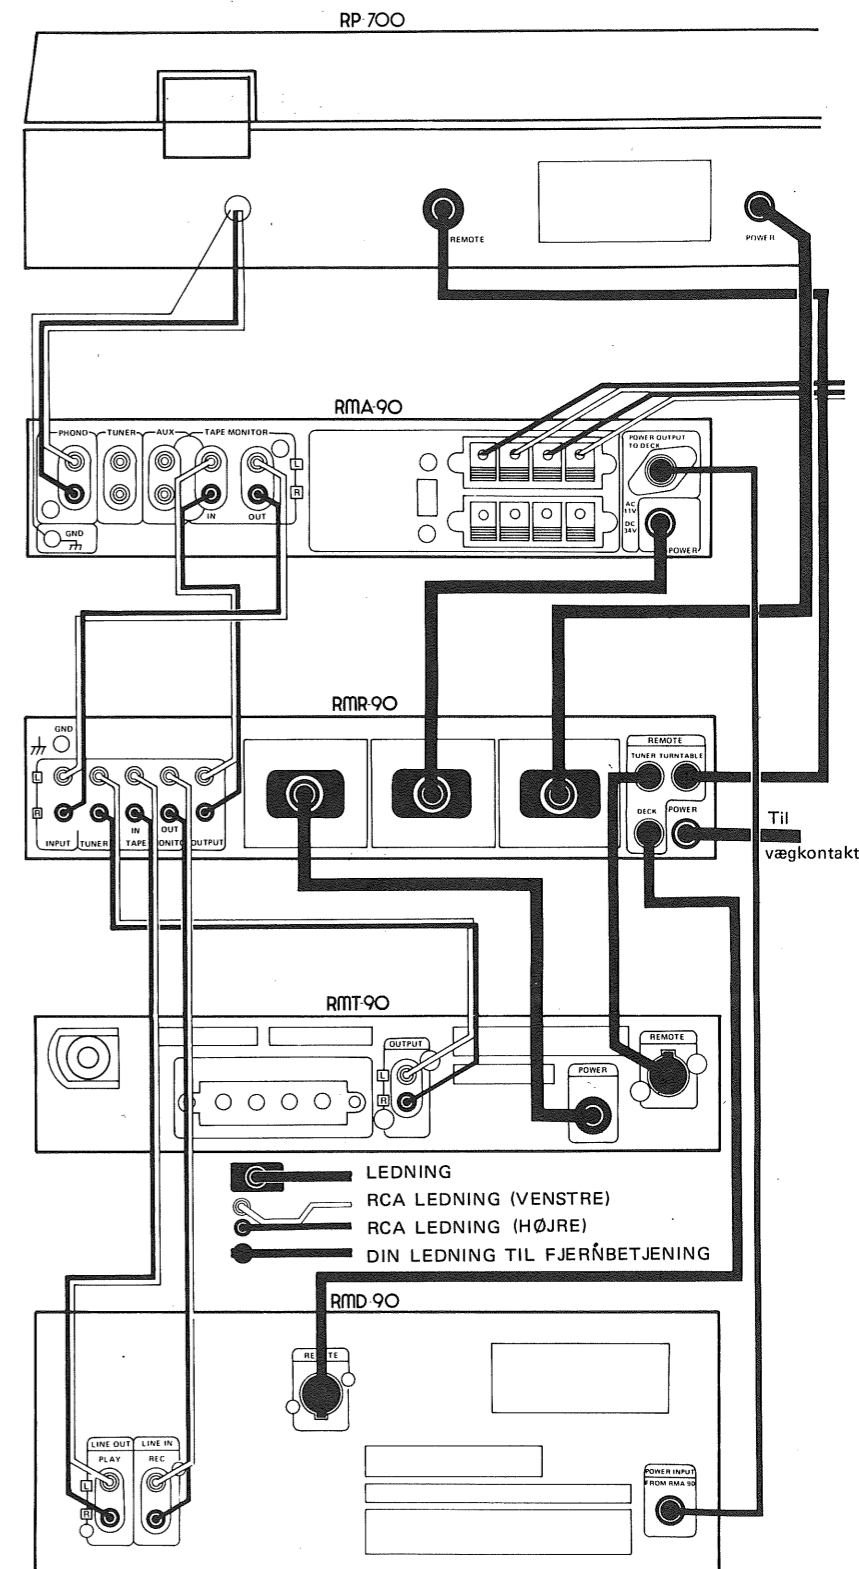 RP-700
REMOTE
POWER
RMA-90
PHONO
TUNER
AUX
TAPE MONITOR
L
R
IN
OUT
GND
POWER OUTPUT
TO DECK
AC
11V
DC
34V
POWER
RMR-90
GND
L
R
INPUT
TUNER
IN
OUT
TAPE MONITO
OUTPUT
REMOTE
TUNER
TURNTABLE
DECK
POWER
Til
vægkontakt
RMT-90
OUTPUT
L
R
POWER
REMOTE
LEDNING
RCA LEDNING (VENSTRE)
RCA LEDNING (HØJRE)
DIN LEDNING TIL FJERNBETJENING
RMD-90
RE TE
LINE OUT
PLAY
LINE IN
REC
L
R
POWER INPUT
FROM RMA 90